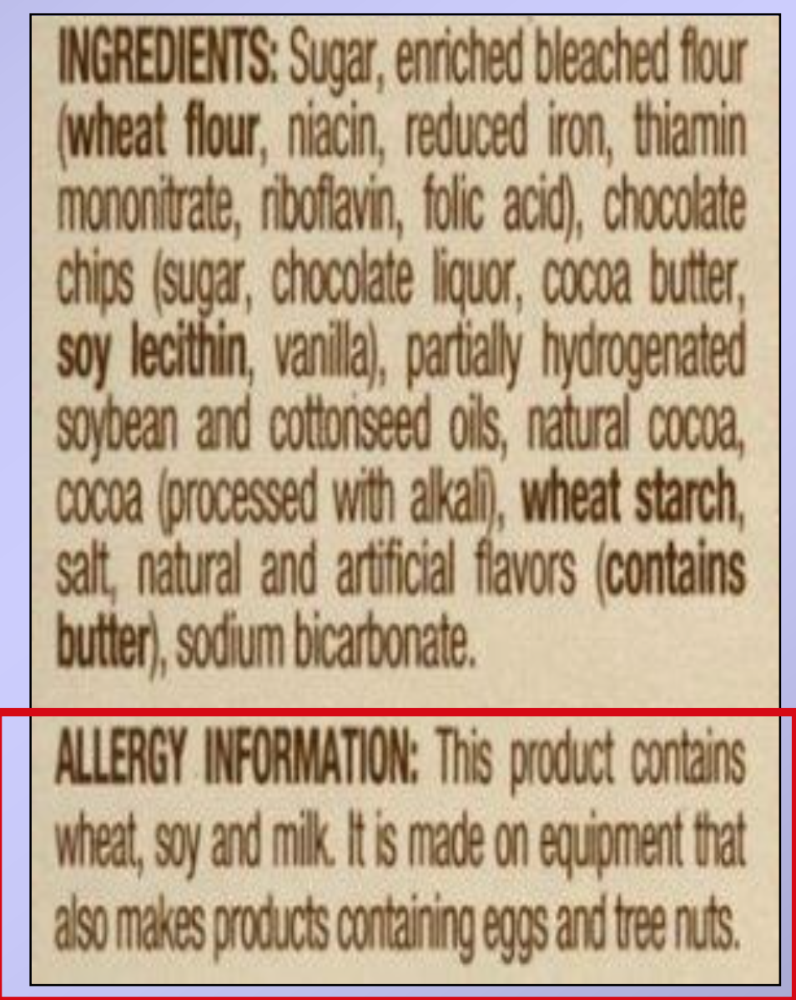 INGREDIENTS: Sugar, enriched bleached flour
(wheat flour, niacin, reduced iron, thiamin
mononitrate, riboflavin, folic acid), chocolate
chips (sugar, chocolate liquor, cocoa butter,
soy lecithin, vanilla), partially hydrogenated
soybean and cottonseed oils, natural cocoa,
cocoa (processed with alkali), wheat starch,
salt, natural and artificial flavors (contains
butter), sodium bicarbonate.
ALLERGY INFORMATION: This product contains
wheat, soy and milk. It is made on equipment that
also makes products containing eggs and tree nuts.